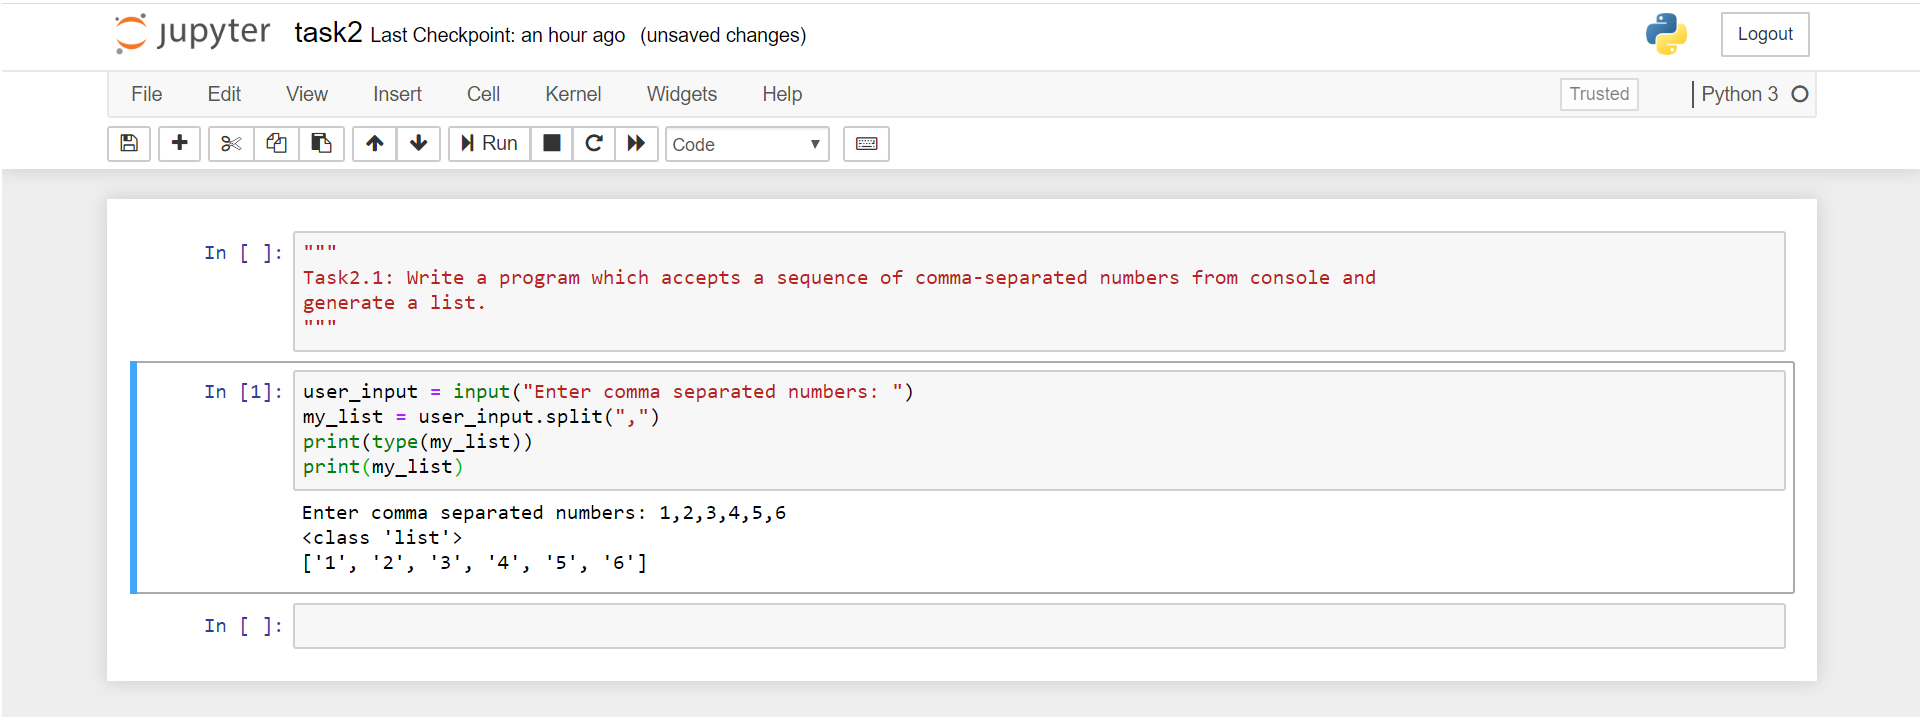 jupyter task2 Last Checkpoint: an hour ago (unsaved changes)
Logout
File Edit View Insert Cell Kernel Widgets Help
Trusted
Python 3
Run
Code
In [ ]:
"""
Task2.1: Write a program which accepts a sequence of comma-separated numbers from console and
generate a list.
"""
In [1]:
user_input = input("Enter comma separated numbers: ")
my_list = user_input.split(",")
print(type(my_list))
print(my_list)
Enter comma separated numbers: 1,2,3,4,5,6
<class 'list'>
['1', '2', '3', '4', '5', '6']
In [ ]: